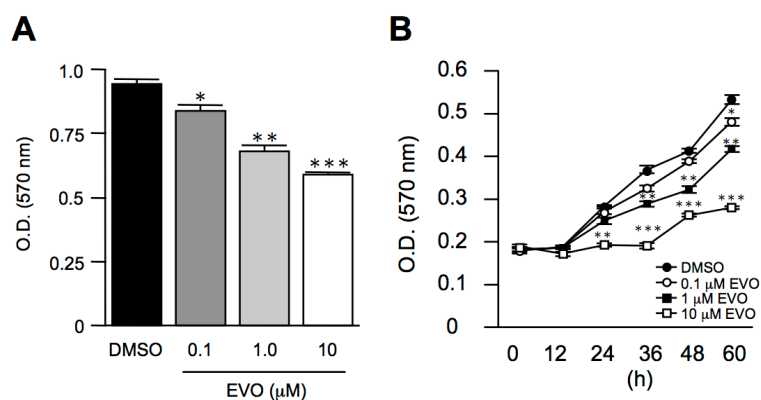 A
B
1.0
0.75
0.5
0.25
0
O.D. (570 nm)
*
**
***
DMSO 0.1 1.0 10
EVO (μM)
0.6
0.5
0.4
0.3
0.2
0.1
0
O.D. (570 nm)
*
**
** ** ***
** *** ***
DMSO
0.1 μM EVO
1 μM EVO
10 μM EVO
0 12 24 36 48 60
(h)